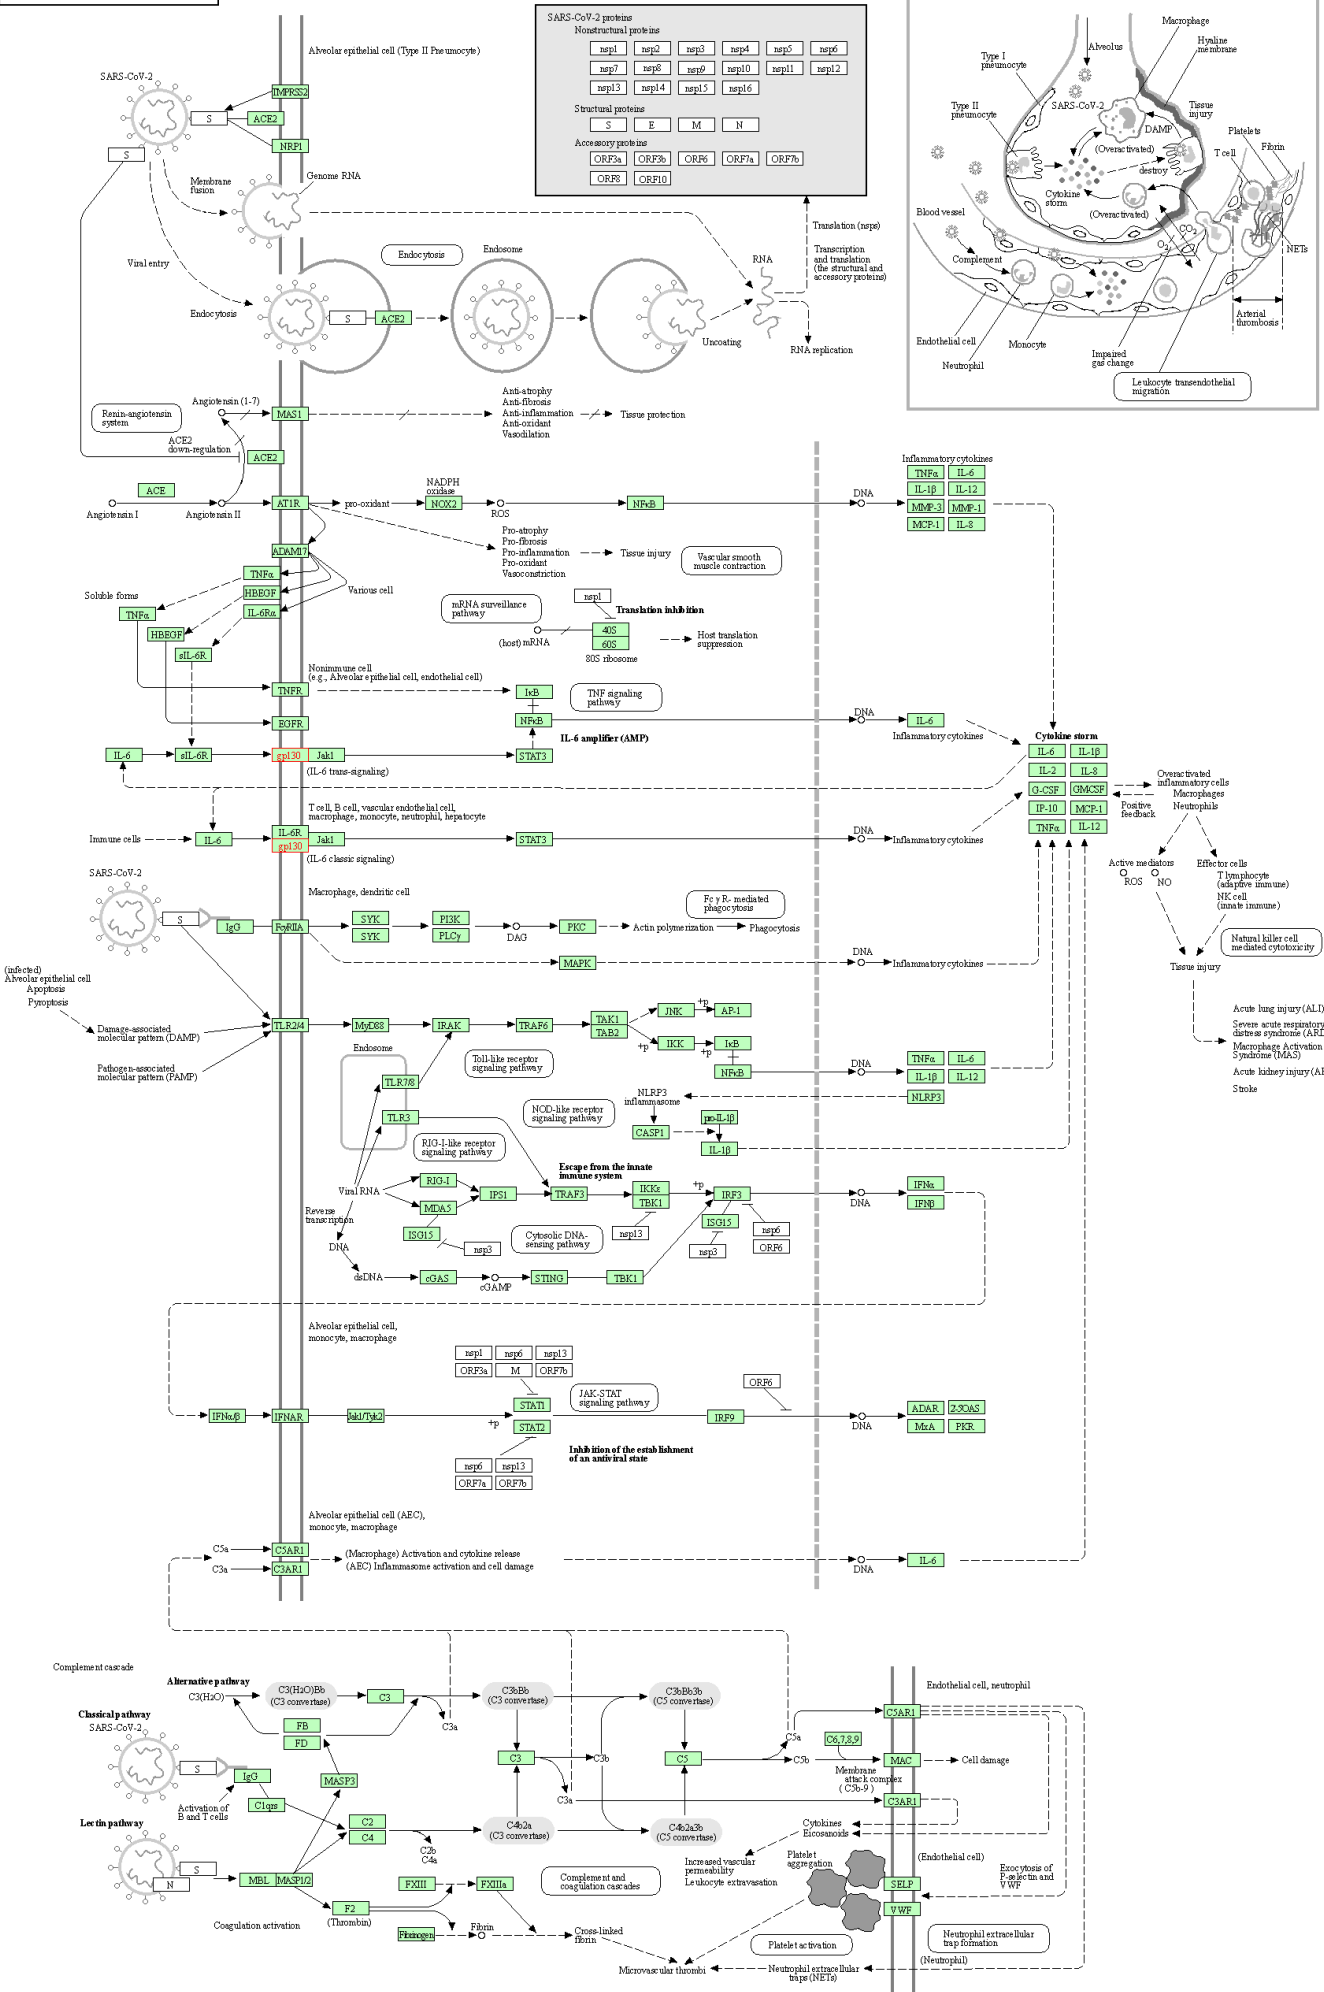 SARS-CoV-2 proteins
Nonstructural proteins
nsp1 nsp2 nsp3 nsp4 nsp5 nsp6
nsp7 nsp8 nsp9 nsp10 nsp11 nsp12
nsp13 nsp14 nsp15 nsp16
Structural proteins
S E M N
Accessory proteins
ORF3a ORF3b ORF6 ORF7a ORF7b
ORF8 ORF10
Alveolar epithelial cell (Type II Pneumocyte)
SARS-CoV-2
TMPRSS2
S
ACE2
NRP1
S
Membrane
fusion
Genome RNA
Viral entry
Endocytosis
Endocytosis
Endosome
S
ACE2
Uncoating
RNA
RNA replication
Translation (nsps)
Transcription
and translation
(the structural and
accessory proteins)
Macrophage
Hyaline
membrane
Alveolus
Type I
pneumocyte
SARS-CoV-2
Type II
pneumocyte
DAMP
Tissue
injury
(Overactivated)
Platelets
Fibrin
T cell
destroy
Cytokine
storm
(Overactivated)
Blood vessel
CO2
O2
NETs
Complement
Arterial
thrombosis
Endothelial cell
Neutrophil
Monocyte
Impaired
gas change
Leukocyte transendothelial
migration
Renin-angiotensin
system
Angiotensin (1-7)
MAS1
Anti-atrophy
Anti-fibrosis
Anti-inflammation
Anti-oxidant
Vasodilation
Tissue protection
ACE2
down-regulation
ACE2
ACE
Angiotensin I
Angiotensin II
AT1R
pro-oxidant
NADPH
oxidase
NOX2
ROS
NFκB
DNA
Inflammatory cytokines
TNFα IL-6
IL-1β IL-12
MMP-3 MMP-1
MCP-1 IL-8
Pro-atrophy
Pro-fibrosis
Pro-inflammation
Pro-oxidant
Vasoconstriction
Tissue injury
Vascular smooth
muscle contraction
ADAM17
TNFα
HBEGF
IL-6Rα
Various cell
Soluble forms
TNFα
HBEGF
sIL-6R
mRNA surveillance
pathway
nsp1
Translation inhibition
(host) mRNA
40S
60S
80S ribosome
Host translation
suppression
Nonimmune cell
(e.g., Alveolar epithelial cell, endothelial cell)
TNFR
IκB
TNF signaling
pathway
EGFR
NFκB
DNA
IL-6
Inflammatory cytokines
IL-6 amplifier (AMP)
IL-6
sIL-6R
gp130
Jak1
STAT3
(IL-6 trans-signaling)
Cytokine storm
IL-6 IL-1β
IL-2 IL-8
G-CSF GMCSF
IP-10 MCP-1
TNFα IL-12
Overactivated
inflammatory cells
Macrophages
Neutrophils
Positive
feedback
T cell, B cell, vascular endothelial cell,
macrophage, monocyte, neutrophil, hepatocyte
Immune cells
IL-6
IL-6R
gp130
Jak1
STAT3
DNA
Inflammatory cytokines
(IL-6 classic signaling)
Active mediators
ROS NO
Effector cells
T lymphocyte
(adaptive immune)
NK cell
(innate immune)
Natural killer cell
mediated cytotoxicity
Tissue injury
SARS-CoV-2
Macrophage, dendritic cell
S
IgG
FcγRIIA
SYK
SYK
PI3K
PLCγ
DAG
PKC
Actin polymerization
Phagocytosis
Fc γ R- mediated
phagocytosis
MAPK
DNA
Inflammatory cytokines
(infected)
Alveolar epithelial cell
Apoptosis
Pyroptosis
Damage-associated
molecular pattern (DAMP)
Pathogen-associated
molecular pattern (PAMP)
TLR2/4
MyD88
IRAK
TRAF6
TAK1
TAB2
JNK
+p
AP-1
+p
IKK
+p
IκB
NFκB
DNA
TNFα IL-6
IL-1β IL-12
NLRP3
Acute lung injury (ALI)
Severe acute respiratory
distress syndrome (ARD
Macrophage Activation
Syndrome (MAS)
Acute kidney injury (AK
Stroke
Endosome
TLR7/8
TLR3
Toll-like receptor
signaling pathway
NOD-like receptor
signaling pathway
NLRP3
inflammasome
CASP1
pro-IL-1β
IL-1β
RIG-I-like receptor
signaling pathway
Escape from the innate
immune system
Viral RNA
RIG-I
MDA5
IPS1
TRAF3
IKKε
TBK1
+p
IRF3
DNA
IFNα
IFNβ
ISG15
nsp3
nsp13
ISG15
nsp3
nsp6
ORF6
Reverse
transcription
DNA
Cytosolic DNA-
sensing pathway
dsDNA
cGAS
cGAMP
STING
TBK1
Alveolar epithelial cell,
monocyte, macrophage
nsp1 nsp6 nsp13
ORF3a M ORF7b
JAK-STAT
signaling pathway
ORF6
IFNα/β
IFNAR
Jak1/Tyk2
+p
STAT1
STAT2
IRF9
DNA
ADAR 2-5OAS
MxA PKR
nsp6 nsp13
ORF7a ORF7b
Inhibition of the establishment
of an antiviral state
Alveolar epithelial cell (AEC),
monocyte, macrophage
C5a
C5AR1
C3a
C3AR1
(Macrophage) Activation and cytokine release
(AEC) Inflammasome activation and cell damage
DNA
IL-6
Complement cascade
Alternative pathway
C3(H2O)
C3(H2O)Bb
(C3 convertase)
C3
C3a
C3bBb
(C3 convertase)
C3bBb3b
(C5 convertase)
Endothelial cell, neutrophil
Classical pathway
SARS-CoV-2
FB
FD
C5AR1
C3
C3b
C5
C5a
C5b
C6,7,8,9
MAC
Cell damage
Membrane
attack complex
( C5b-9 )
S
IgG
MASP3
C1qrs
Activation of
B and T cells
C3a
C3AR1
Lectin pathway
C2
C4
C2b
C4a
C4b2a
(C3 convertase)
C4b2a3b
(C5 convertase)
Cytokines
Eicosanoids
Increased vascular
permeability
Leukocyte extravasation
Platelet
aggregation
(Endothelial cell)
Exocytosis of
P-selectin and
VWF
S
N
MBL
MASP1/2
FXIII
FXIIIa
Complement and
coagulation cascades
SELP
VWF
F2
(Thrombin)
Coagulation activation
Fibrinogen
Fibrin
Cross-linked
fibrin
Platelet activation
Neutrophil extracellular
trap formation
(Neutrophil)
Microvascular thrombi
Neutrophil extracellular
traps (NETs)